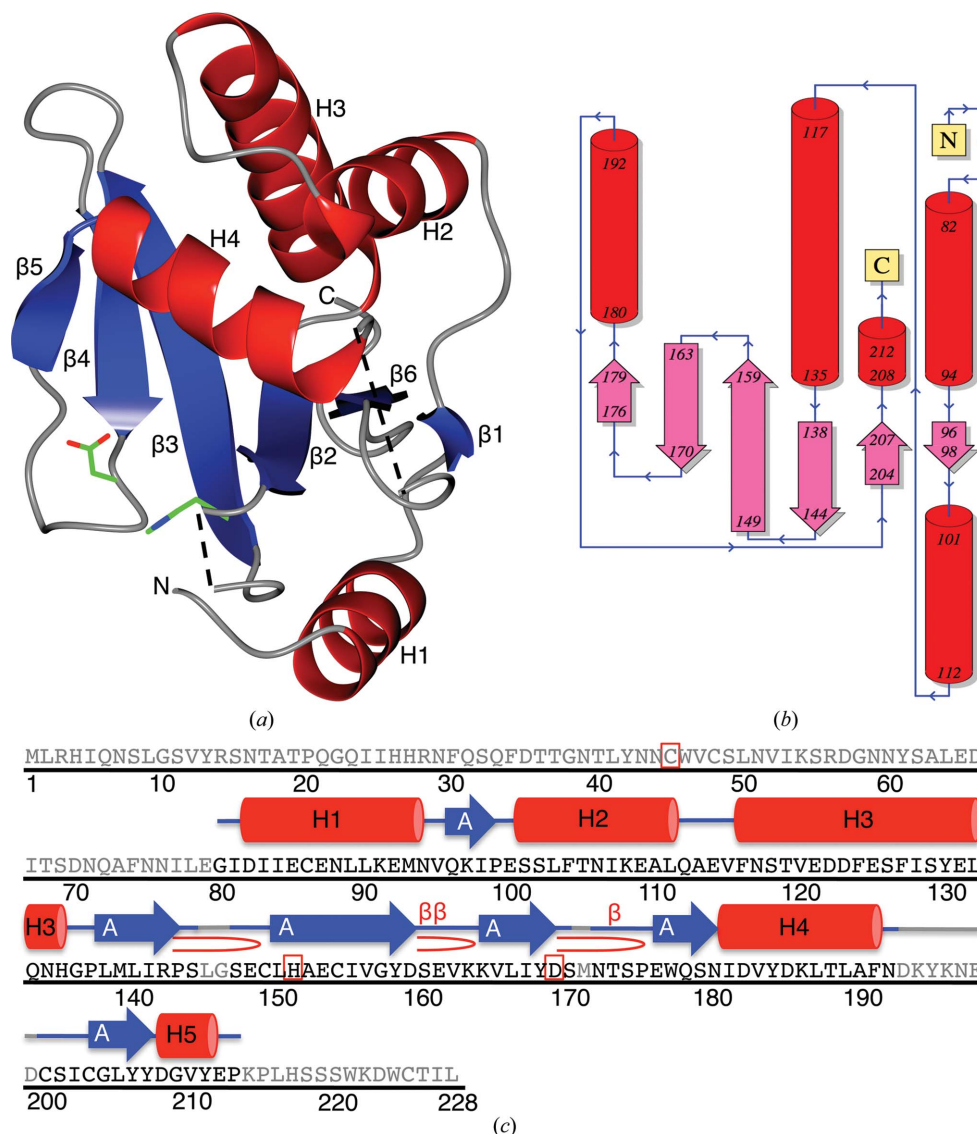 H3
H2
H4
β5
C
β4
β6
β3
β2
β1
N
H1
(a)
117
N
192
82
C
180
163
212
179
159
135
208
94
176
138
207
96
98
170
204
149
144
101
112
(b)
MLRHIQNSLGSVYRSNTATPQGQIIHHRNFQSQFDTTGNTLYNNCWVCSLNVIKSRDGNNYSALED
1 10 20 30 40 50 60
H1 A H2 H3
ITSDNQAFNNILEGIDIIECENLLKEMNVQKIPESSLFTNIKEALQAEVFNSTVEDDFESFISYEL
70 80 90 100 110 120 130
H3 A A ββ A β A H4
QNHGPLMLIRPSLGSECLHAECIVGYDSEVKKVLIYDSMNTSPEWQSNIDVYDKLTLAFNDKYKNE
140 150 160 170 180 190
A H5
DCSICGLYYDGVYEPKPLHSSSWKDWCTIL
200 210 220 228
(c)